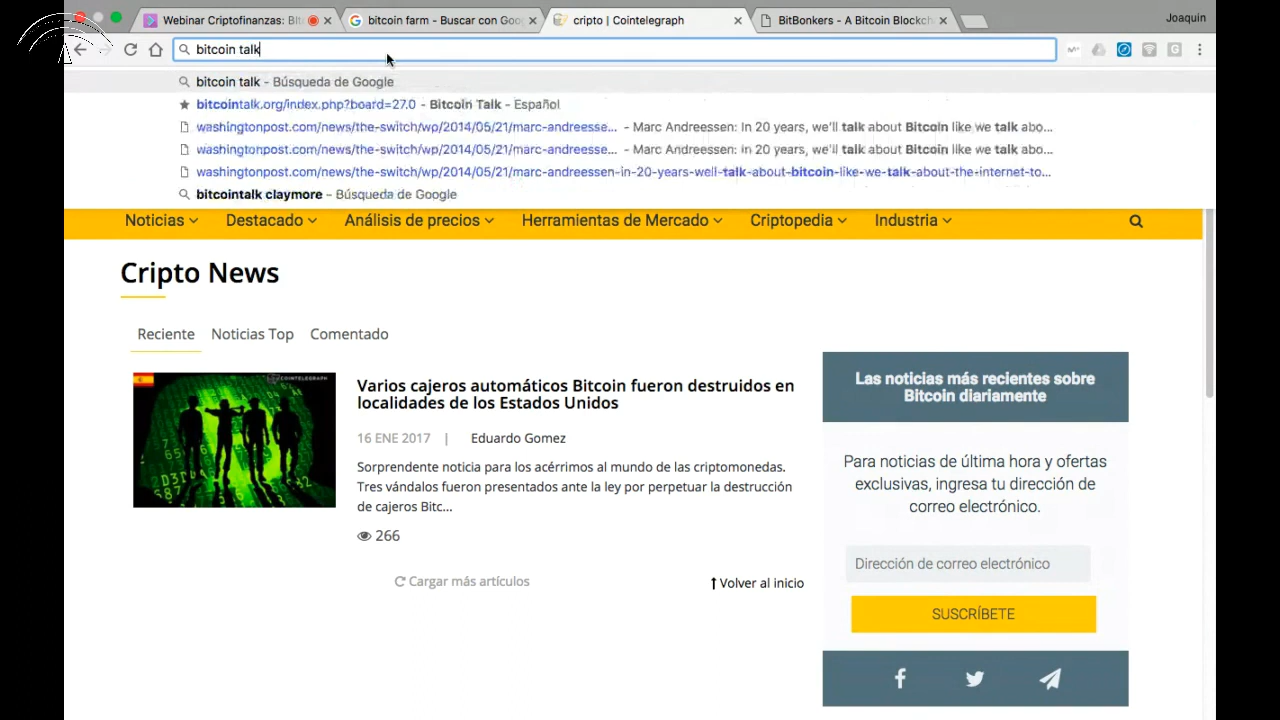 Webinar Criptofinanzas: Bit
bitcoin farm - Buscar con Goo
cripto | Cointelegraph
BitBonkers - A Bitcoin Blockch
Joaquin
bitcoin talk
bitcoin talk - Búsqueda de Google
bitcointalk.org/index.php?board=27.0 - Bitcoin Talk - Español
washingtonpost.com/news/the-switch/wp/2014/05/21/marc-andreesse... - Marc Andreessen: In 20 years, we'll talk about Bitcoin like we talk abo...
washingtonpost.com/news/the-switch/wp/2014/05/21/marc-andreesse... - Marc Andreessen: In 20 years, we'll talk about Bitcoin like we talk abo...
washingtonpost.com/news/the-switch/wp/2014/05/21/marc-andreessen-in-20-years-well-talk-about-bitcoin-like-we-talk-about-the-internet-to...
bitcointalk claymore - Búsqueda de Google
Noticias Destacado Análisis de precios Herramientas de Mercado Criptopedia Industria
Cripto News
Reciente Noticias Top Comentado
COINTELEGRAPH
Varios cajeros automáticos Bitcoin fueron destruidos en
localidades de los Estados Unidos
16 ENE 2017 | Eduardo Gomez
Sorprendente noticia para los acérrimos al mundo de las criptomonedas.
Tres vándalos fueron presentados ante la ley por perpetuar la destrucción
de cajeros Bitc...
266
Cargar más artículos
Volver al inicio
Las noticias más recientes sobre
Bitcoin diariamente
Para noticias de última hora y ofertas
exclusivas, ingresa tu dirección de
correo electrónico.
Dirección de correo electrónico
SUSCRÍBETE